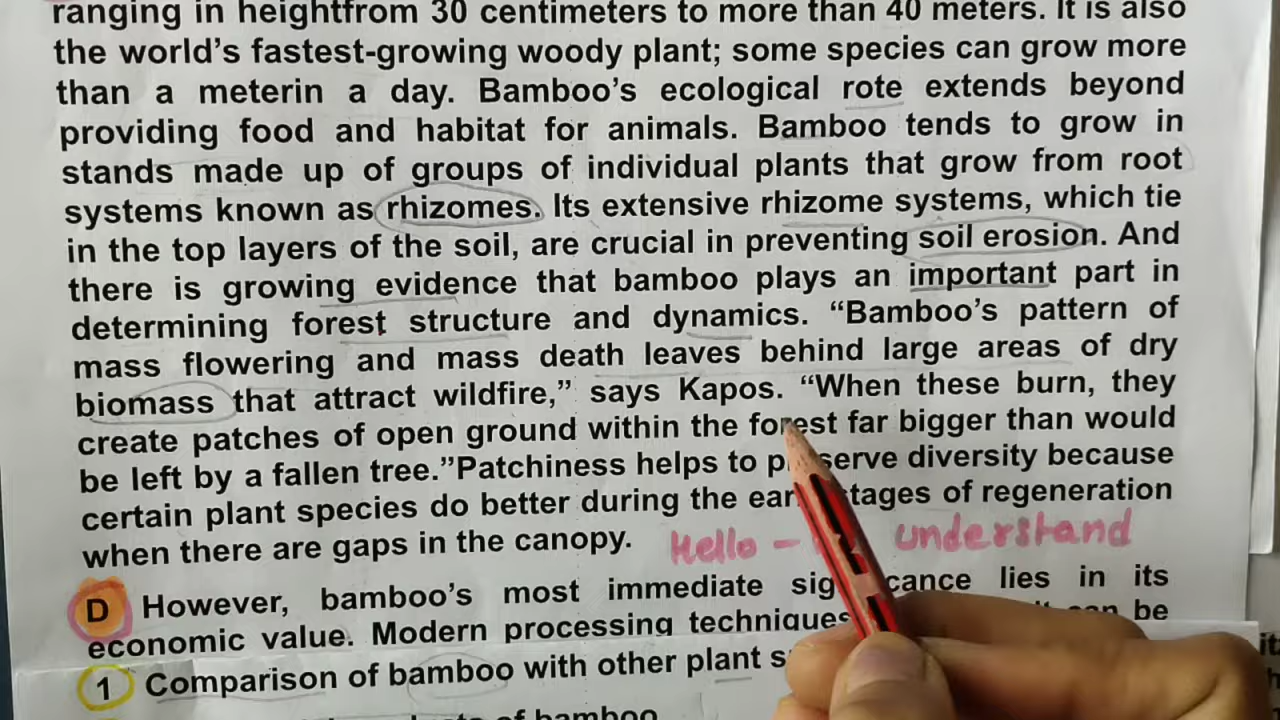 ranging in heightfrom 30 centimeters to more than 40 meters. It is also
the world's fastest-growing woody plant; some species can grow more
than a meterin a day. Bamboo's ecological rote extends beyond
providing food and habitat for animals. Bamboo tends to grow in
stands made up of groups of individual plants that grow from root
systems known as rhizomes. Its extensive rhizome systems, which tie
in the top layers of the soil, are crucial in preventing soil erosion. And
there is growing evidence that bamboo plays an important part in
determining forest structure and dynamics. “Bamboo's pattern of
mass flowering and mass death leaves behind large areas of dry
biomass that attract wildfire,” says Kapos. “When these burn, they
create patches of open ground within the forest far bigger than would
be left by a fallen tree.”Patchiness helps to preserve diversity because
certain plant species do better during the early stages of regeneration
when there are gaps in the canopy. Hello - understand
D However, bamboo's most immediate significance lies in its
economic value. Modern processing techniques be
1 Comparison of bamboo with other plant
of bamboo